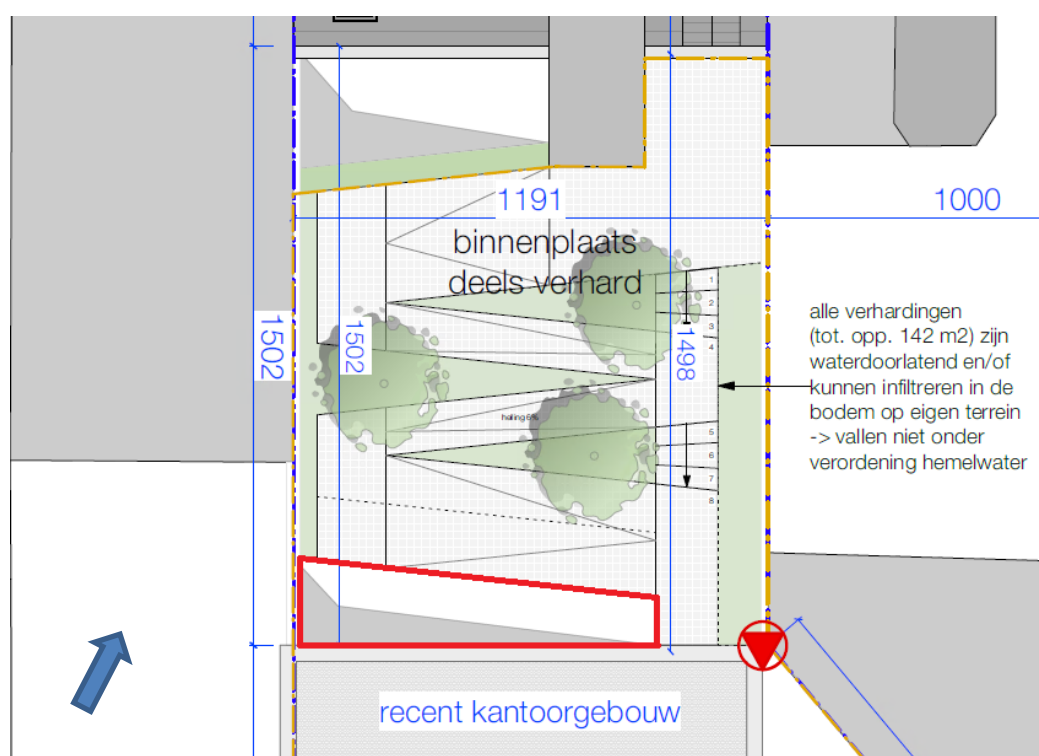 1191
1000
binnenplaats
deels verhard
1
2
3
4
1502
1502
1498
alle verhardingen
(tot. opp. 142 m2) zijn
waterdoorlatend en/of
kunnen infiltreren in de
bodem op eigen terrein
-> vallen niet onder
verordening hemelwater
helling 6%
5
6
7
8
recent kantoorgebouw